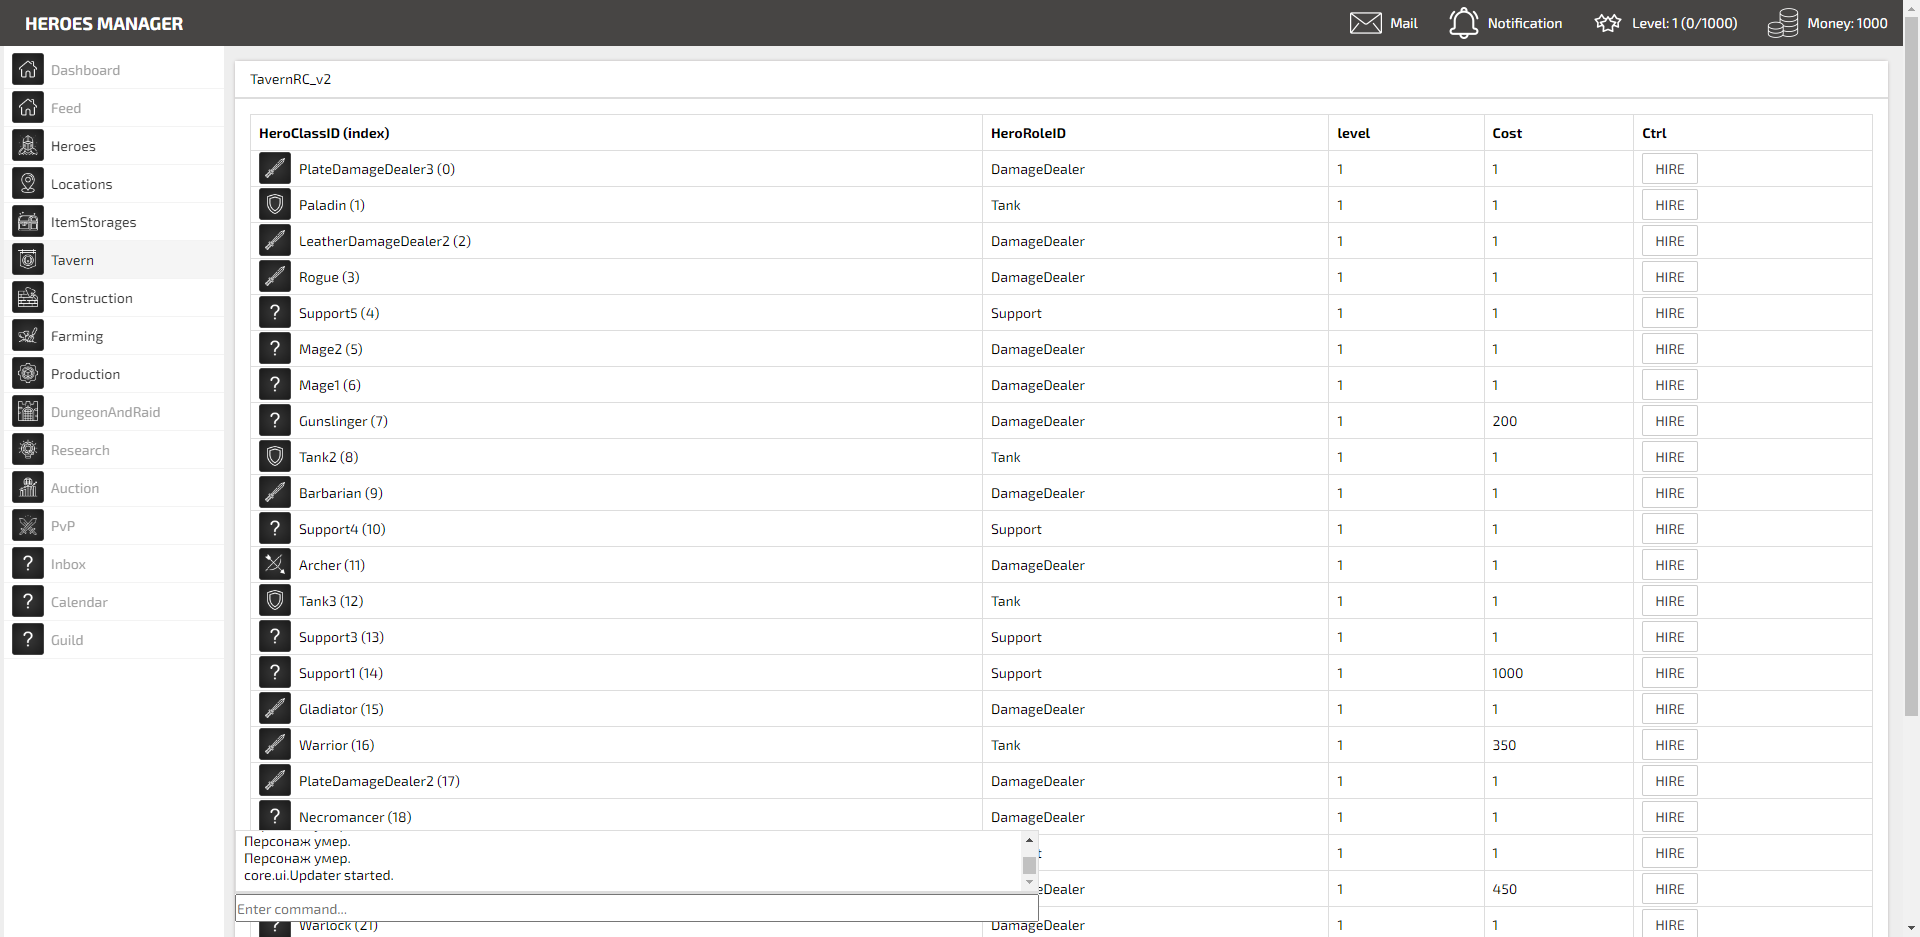 HEROES MANAGER
Mail
Notification
Level: 1 (0/1000)
Money: 1000
Dashboard
Feed
Heroes
Locations
ItemStorages
Tavern
Construction
Farming
Production
DungeonAndRaid
Research
Auction
PvP
? Inbox
? Calendar
? Guild
TavernRC_v2
HeroClassID (index) HeroRoleID level Cost Ctrl
PlateDamageDealer3 (0) DamageDealer 1 1 HIRE
Paladin (1) Tank 1 1 HIRE
LeatherDamageDealer2 (2) DamageDealer 1 1 HIRE
Rogue (3) DamageDealer 1 1 HIRE
? Support5 (4) Support 1 1 HIRE
? Mage2 (5) DamageDealer 1 1 HIRE
? Mage1 (6) DamageDealer 1 1 HIRE
? Gunslinger (7) DamageDealer 1 200 HIRE
Tank2 (8) Tank 1 1 HIRE
Barbarian (9) DamageDealer 1 1 HIRE
? Support4 (10) Support 1 1 HIRE
Archer (11) DamageDealer 1 1 HIRE
Tank3 (12) Tank 1 1 HIRE
? Support3 (13) Support 1 1 HIRE
? Support1 (14) Support 1 1000 HIRE
Gladiator (15) DamageDealer 1 1 HIRE
Warrior (16) Tank 1 350 HIRE
PlateDamageDealer2 (17) DamageDealer 1 1 HIRE
? Necromancer (18) DamageDealer 1 1 HIRE
1 1 HIRE
1 450 HIRE
Warlock (21) DamageDealer 1 1 HIRE
Персонаж умер.
Персонаж умер.
core.ui.Updater started.
Enter command...